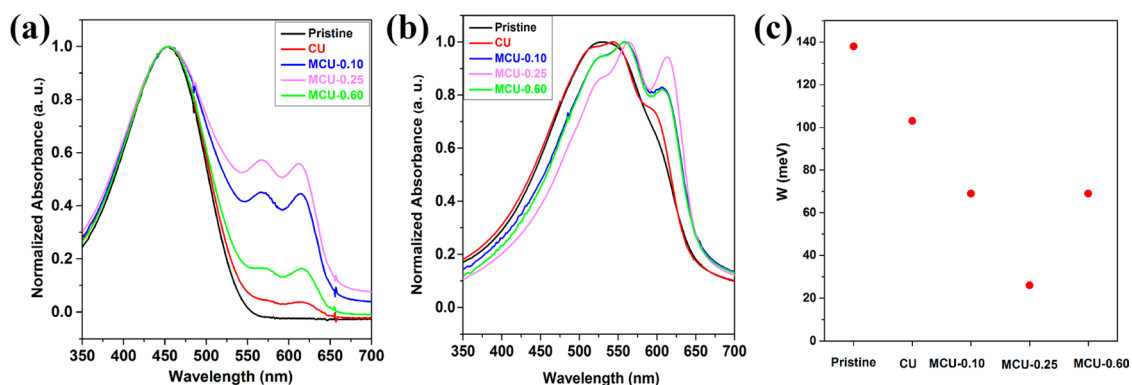 (a)
Normalized Absorbance (a. u.)
1.0
0.8
0.6
0.4
0.2
0.0
350 400 450 500 550 600 650 700
Wavelength (nm)
Pristine
CU
MCU-0.10
MCU-0.25
MCU-0.60
(b)
Normalized Absorbance (a. u.)
1.0
0.8
0.6
0.4
0.2
0.0
350 400 450 500 550 600 650 700
Wavelength (nm)
Pristine
CU
MCU-0.10
MCU-0.25
MCU-0.60
(c)
W (meV)
140
120
100
80
60
40
20
0
Pristine CU MCU-0.10 MCU-0.25 MCU-0.60